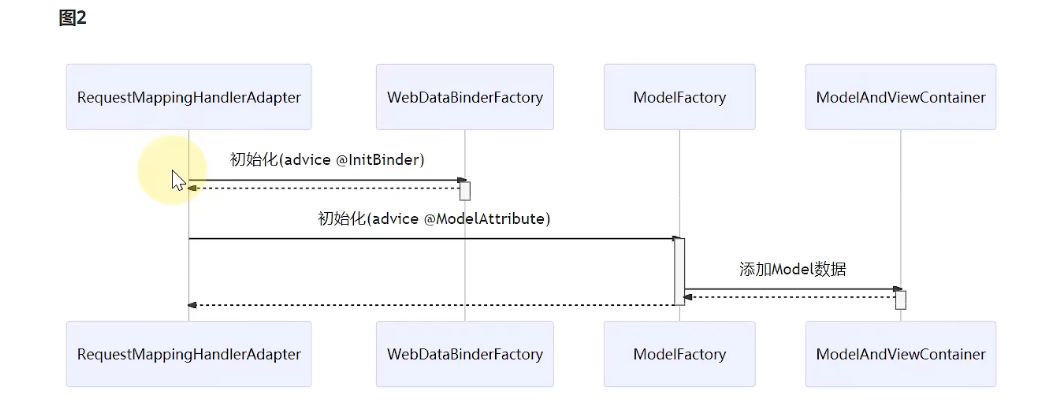 图2
RequestMappingHandlerAdapter WebDataBinderFactory ModelFactory ModelAndViewContainer
初始化(advice @InitBinder)
初始化(advice @ModelAttribute)
添加Model数据
RequestMappingHandlerAdapter WebDataBinderFactory ModelFactory ModelAndViewContainer